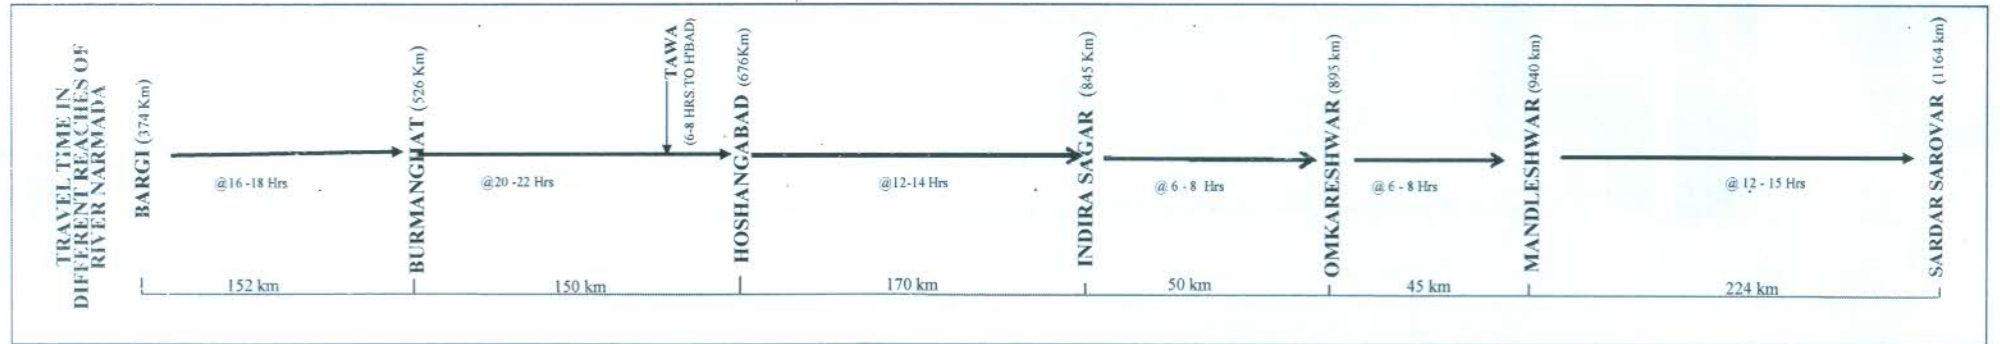 TRAVEL TIME IN
DIFFERENT REACHES OF
RIVER NARMADA
BARGI (374 Km)
@16 -18 Hrs
BURMANGHAT (526 Km)
@20 -22 Hrs
TAWA
(6-8 HRS.TO H'BAD)
HOSHANGABAD (676Km)
@12-14 Hrs
INDIRA SAGAR (845 Km)
@ 6 - 8 Hrs
OMKARESHWAR (895 km)
@ 6 - 8 Hrs
MANDLESHWAR (940 km)
@ 12 - 15 Hrs
SARDAR SAROVAR (1164 km)
152 km
150 km
170 km
50 km
45 km
224 km